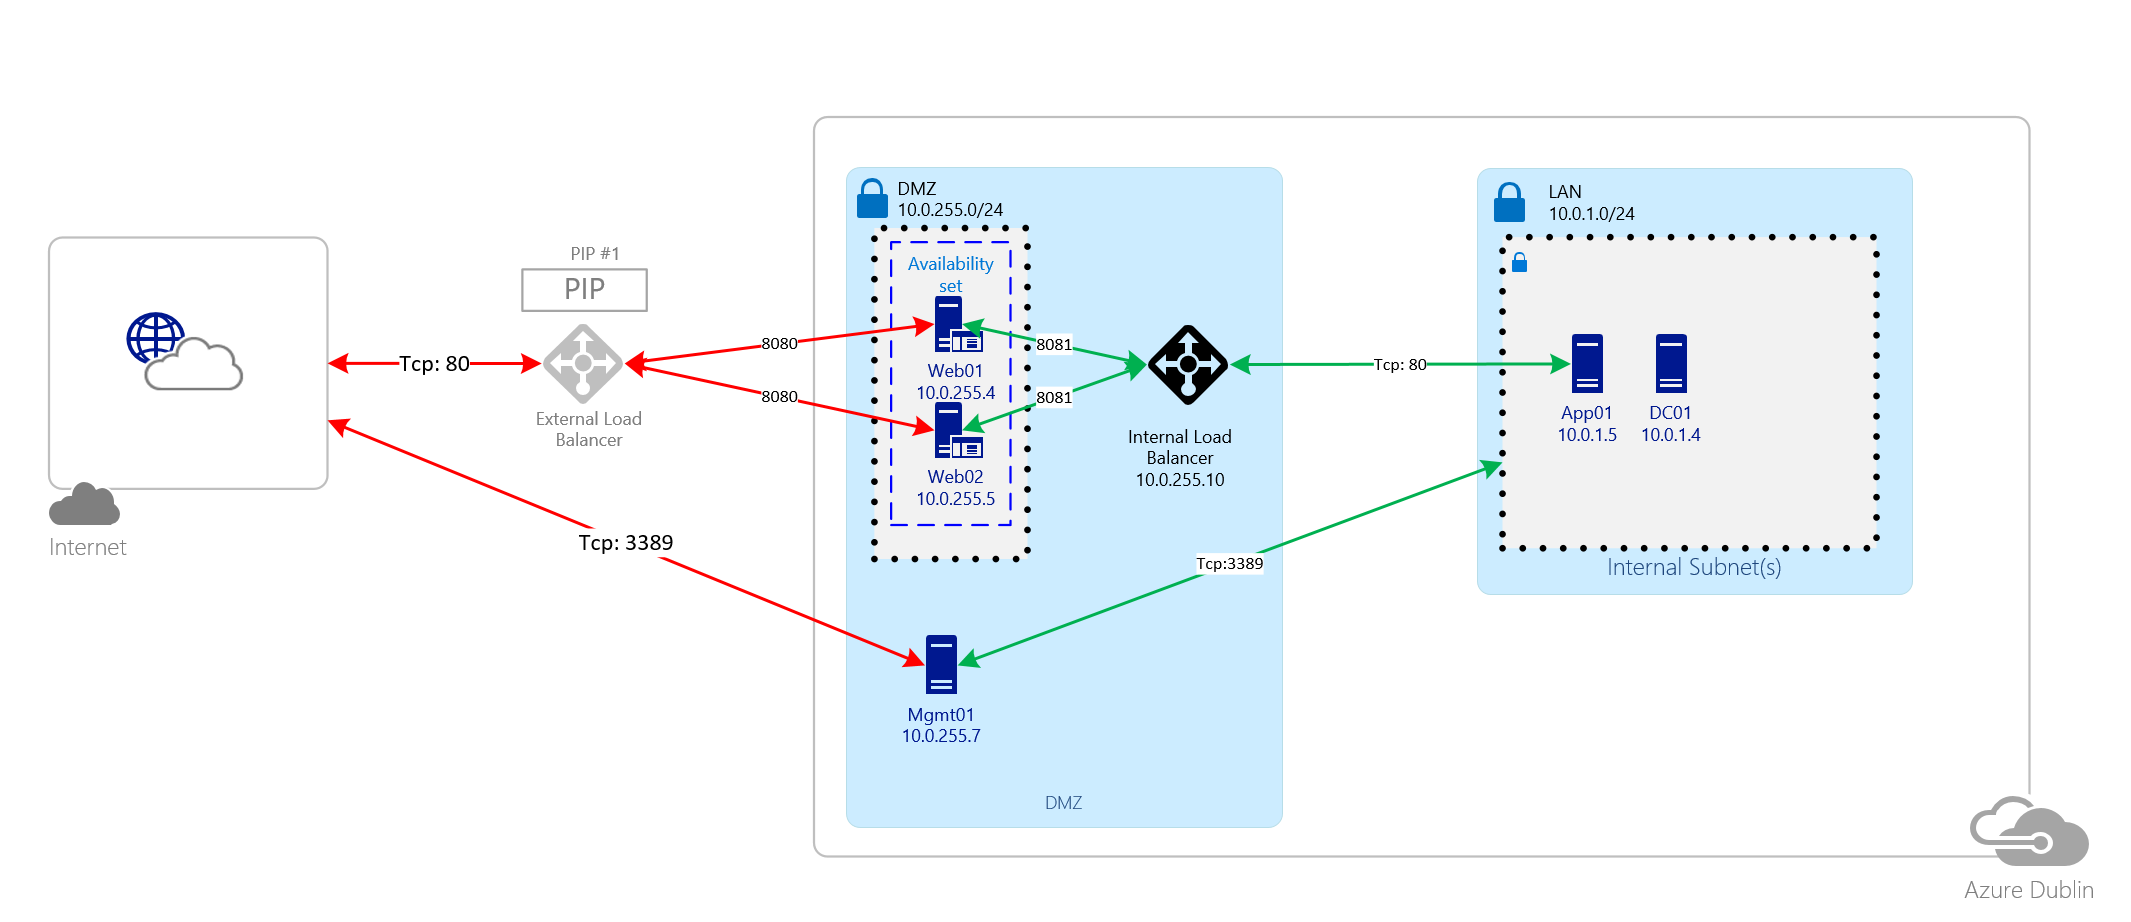 Internet
Tcp: 80
Tcp: 3389
PIP #1
PIP
External Load
Balancer
8080
8080
DMZ
10.0.255.0/24
Availability
set
Web01
10.0.255.4
Web02
10.0.255.5
8081
8081
Internal Load
Balancer
10.0.255.10
Mgmt01
10.0.255.7
DMZ
Tcp: 80
Tcp:3389
LAN
10.0.1.0/24
App01
10.0.1.5
DC01
10.0.1.4
Internal Subnet(s)
Azure Dublin